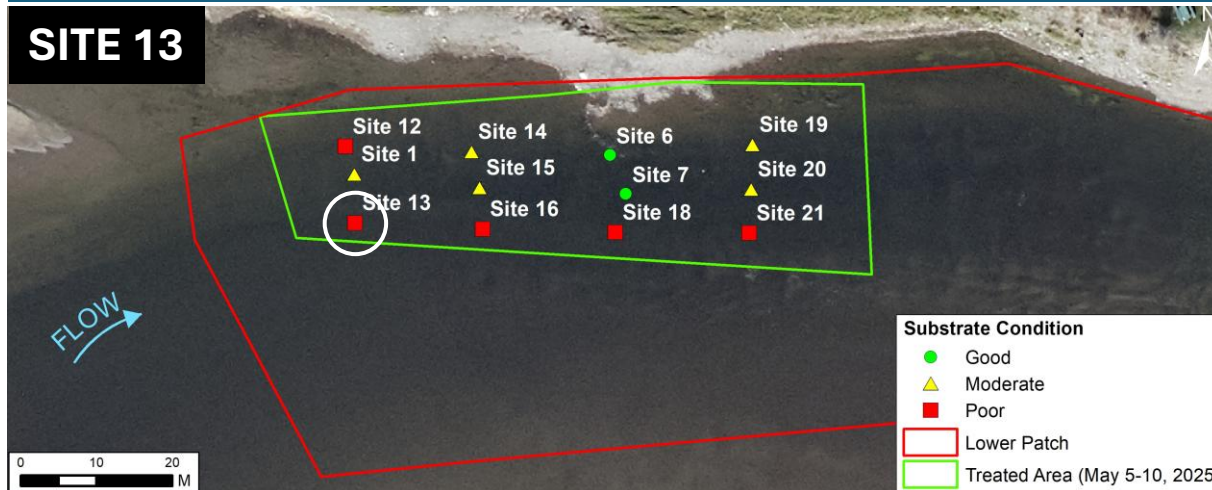 SITE 13
N
Site 12
Site 14
Site 6
Site 19
Site 1
Site 15
Site 7
Site 20
Site 13
Site 16
Site 18
Site 21
FLOW
Substrate Condition
Good
Moderate
Poor
Lower Patch
Treated Area (May 5-10, 2025
0 10 20
M